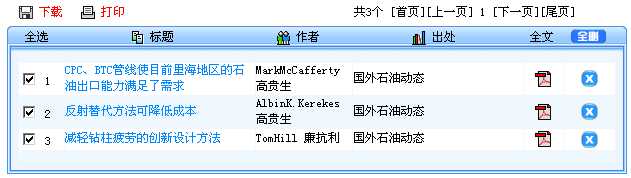 下载 打印 共3个 [首页][上一页] 1 [下一页][尾页]
全选 标题 作者 出处 全文 全删
1 CPC、BTC管线使目前里海地区的石油出口能力满足了需求 MarkMcCafferty 高贵生 国外石油动态
2 反射替代方法可降低成本 AlbinK.Kerekes 高贵生 国外石油动态
3 减轻钻柱疲劳的创新设计方法 TomHill 廉抗利 国外石油动态